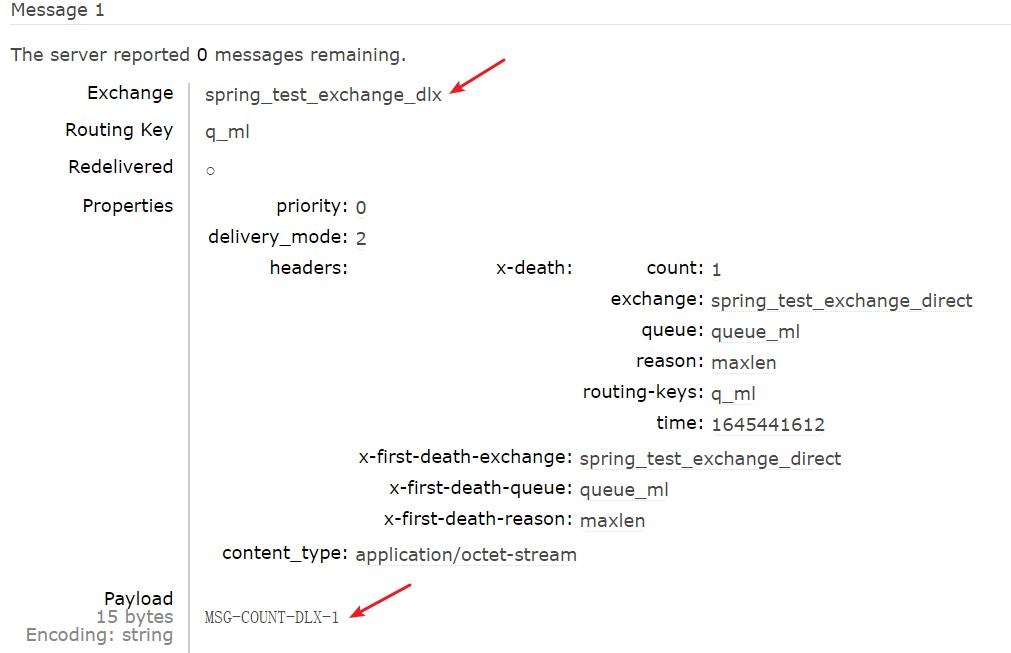 Message 1
The server reported 0 messages remaining.
Exchange spring_test_exchange_dlx
Routing Key q_ml
Redelivered ○
Properties priority: 0
delivery_mode: 2
headers: x-death: count: 1
exchange: spring_test_exchange_direct
queue: queue_ml
reason: maxlen
routing-keys: q_ml
time: 1645441612
x-first-death-exchange: spring_test_exchange_direct
x-first-death-queue: queue_ml
x-first-death-reason: maxlen
content_type: application/octet-stream
Payload
15 bytes MSG-COUNT-DLX-1
Encoding: string